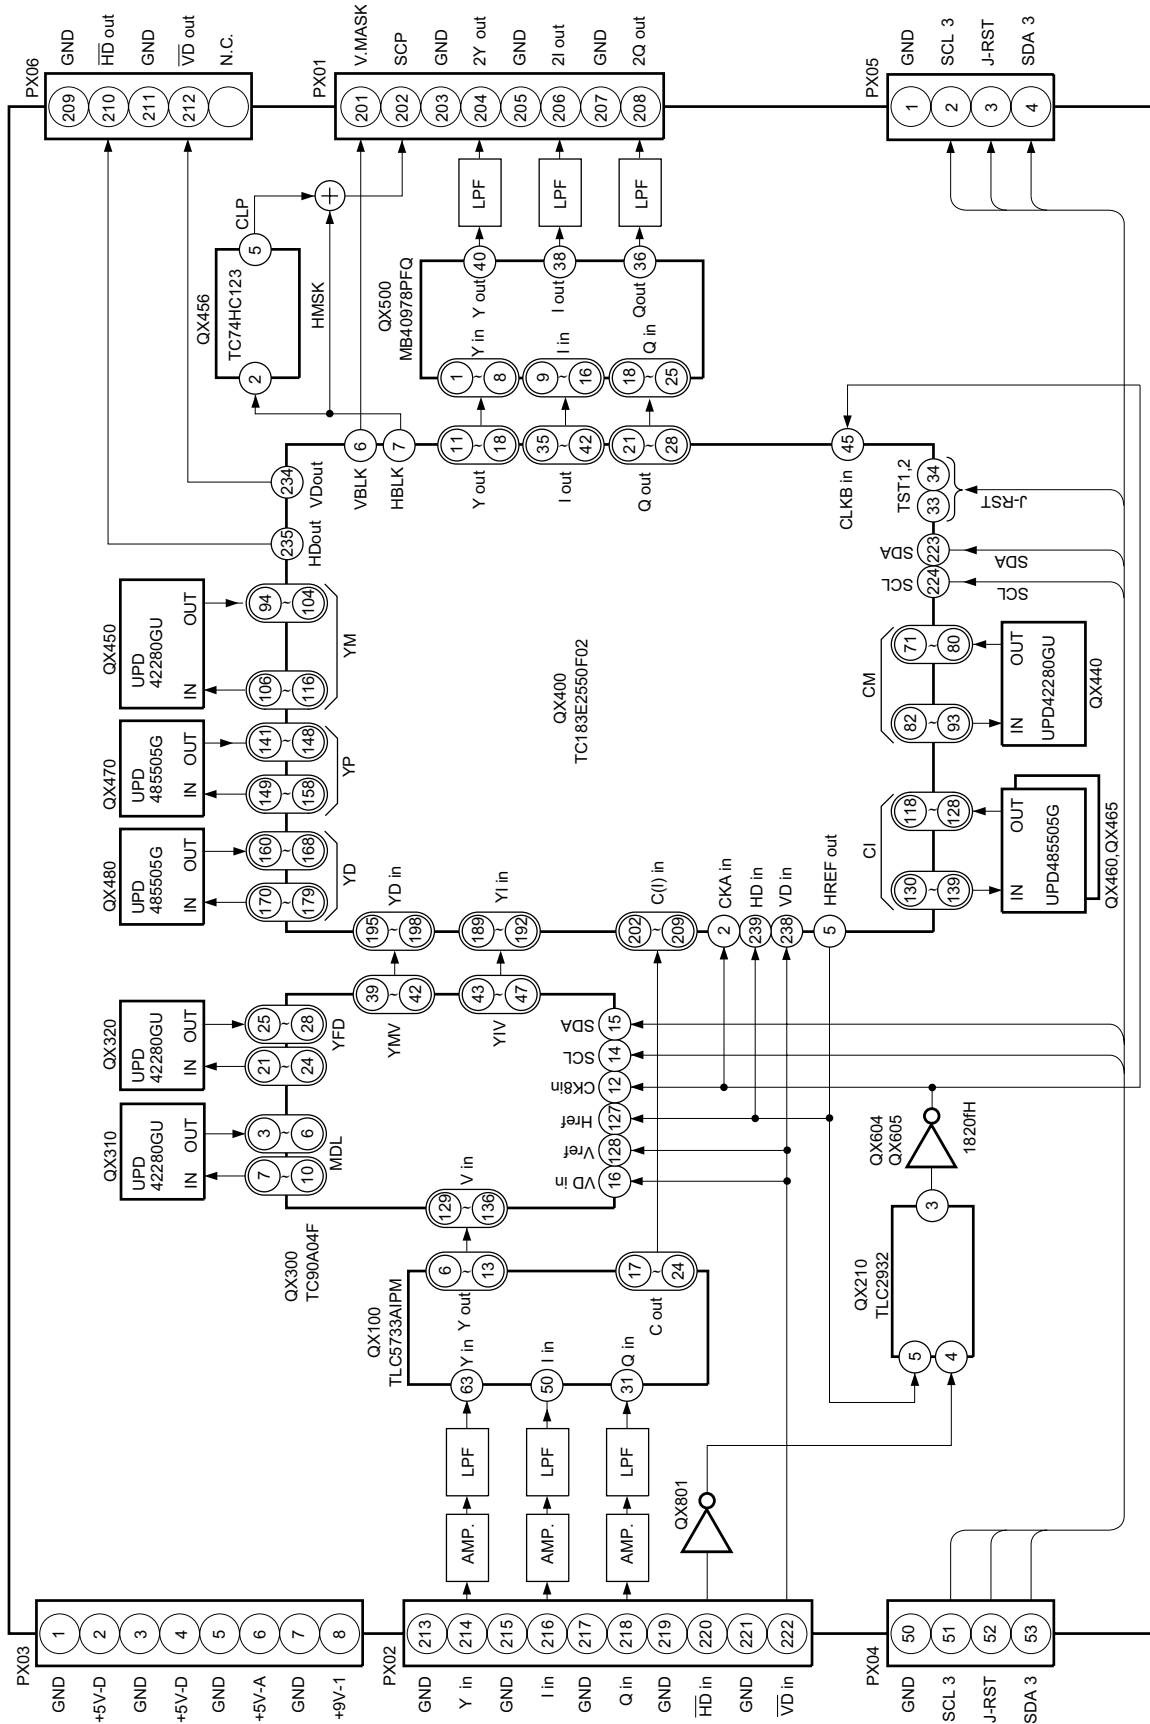 PX03
1 GND
2 +5V-D
3 GND
4 +5V-D
5 GND
6 +5V-A
7 GND
8 +9V-1
PX02
213 GND
214 Y in
215 GND
216 I in
217 GND
218 Q in
219 GND
220 HD in
221 GND
222 VD in
PX04
50 GND
51 SCL 3
52 J-RST
53 SDA 3
AMP.
LPF
AMP.
LPF
AMP.
LPF
QX801
QX100
TLC5733AIPM
63 Y in
50 I in
31 Q in
6 ~ 13 Y out
17 ~ 24 C out
QX210
TLC2932
5
4
3
QX604
QX605
1820fH
QX300
TC90A04F
129 ~ 136 V in
7 ~ 10
3 ~ 6
MDL
21 ~ 24
25 ~ 28
YFD
39 ~ 42
YMV
43 ~ 47
YIV
16 VD in
128 Vref
127 Href
12 CK8in
14 SCL
15 SDA
QX310
UPD
42280GU
IN OUT
QX320
UPD
42280GU
IN OUT
QX480
UPD
485505G
IN OUT
QX470
UPD
485505G
IN OUT
QX450
UPD
42280GU
IN OUT
QX400
TC183E2550F02
195 ~ 198 YD in
189 ~ 192 YI in
202 ~ 209 C(I) in
2 CKA in
239 HD in
238 VD in
5 HREF out
170 ~ 179
160 ~ 168
YD
149 ~ 158
141 ~ 148
YP
106 ~ 116
94 ~ 104
YM
235 HDout
234 VDout
6 VBLK
7 HBLK
11 ~ 18 Y out
35 ~ 42 I out
21 ~ 28 Q out
45 CLKB in
130 ~ 139
118 ~ 128
CI
82 ~ 93
71 ~ 80
CM
224 SCL
223 SDA
33 34 TST1,2
SCL
SDA
J-RST
IN OUT
UPD485505G
QX460,QX465
IN OUT
UPD42280GU
QX440
QX456
TC74HC123
2
5
CLP
HMSK
+
QX500
MB40978PFQ
1 ~ 8 Y in
9 ~ 16 I in
18 ~ 25 Q in
40 Y out
38 I out
36 Qout
LPF
LPF
LPF
PX06
209 GND
210 HD out
211 GND
212 VD out
N.C.
PX01
201 V.MASK
202 SCP
203 GND
204 2Y out
205 GND
206 2I out
207 GND
208 2Q out
PX05
1 GND
2 SCL 3
3 J-RST
4 SDA 3